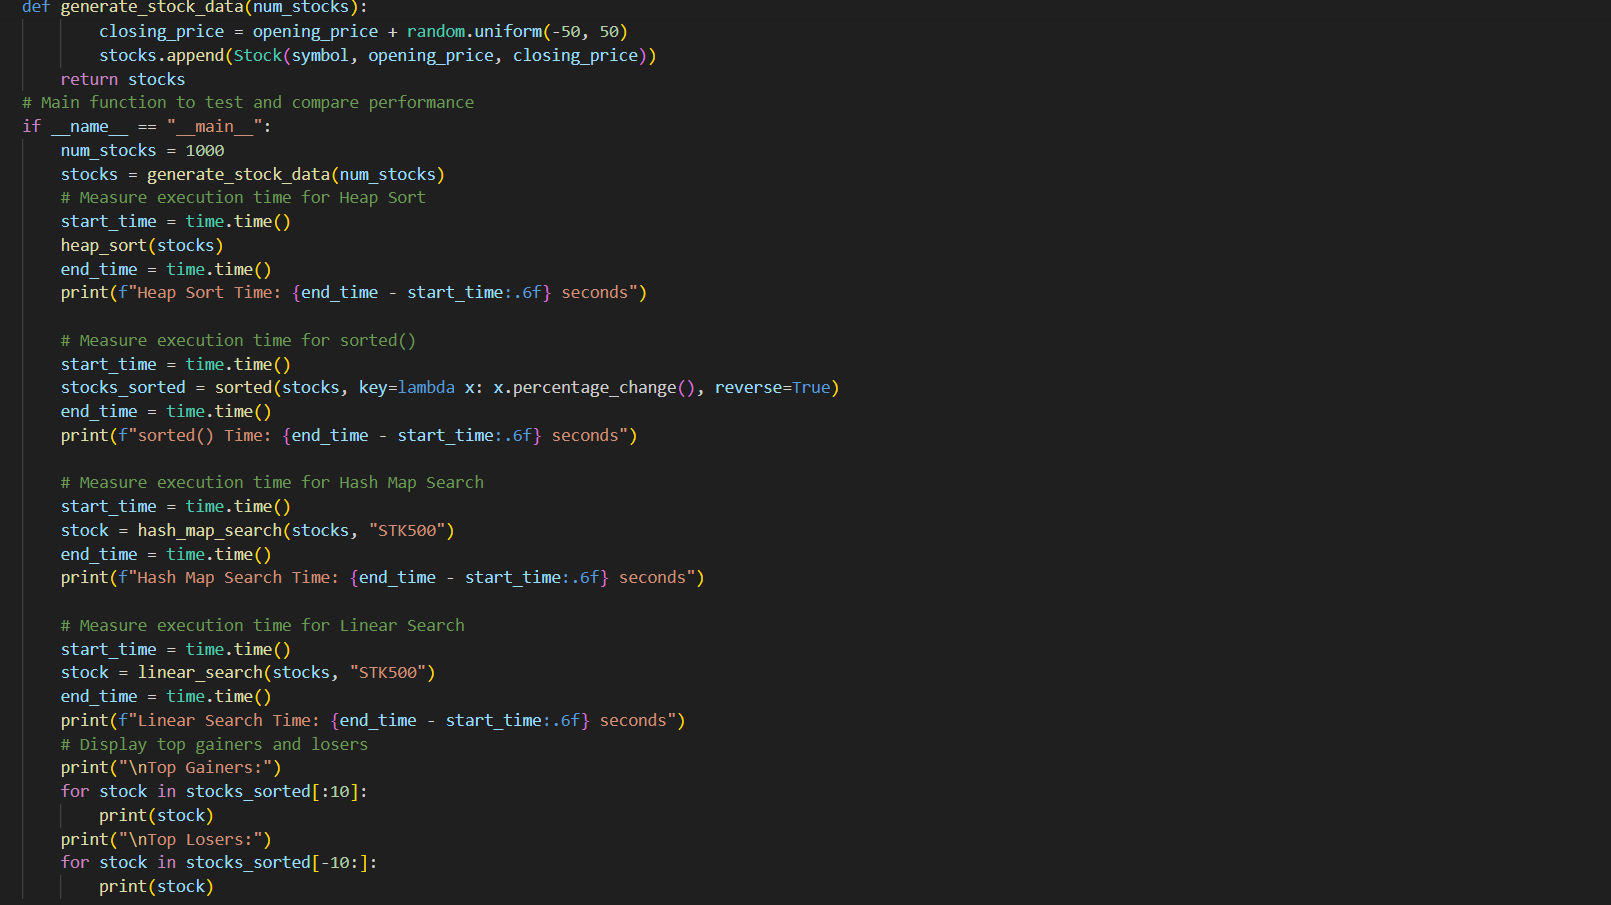 def generate_stock_data(num_stocks):
        closing_price = opening_price + random.uniform(-50, 50)
        stocks.append(Stock(symbol, opening_price, closing_price))
    return stocks
# Main function to test and compare performance
if __name__ == "__main__":
    num_stocks = 1000
    stocks = generate_stock_data(num_stocks)
    # Measure execution time for Heap Sort
    start_time = time.time()
    heap_sort(stocks)
    end_time = time.time()
    print(f"Heap Sort Time: {end_time - start_time:.6f} seconds")

    # Measure execution time for sorted()
    start_time = time.time()
    stocks_sorted = sorted(stocks, key=lambda x: x.percentage_change(), reverse=True)
    end_time = time.time()
    print(f"sorted() Time: {end_time - start_time:.6f} seconds")

    # Measure execution time for Hash Map Search
    start_time = time.time()
    stock = hash_map_search(stocks, "STK500")
    end_time = time.time()
    print(f"Hash Map Search Time: {end_time - start_time:.6f} seconds")

    # Measure execution time for Linear Search
    start_time = time.time()
    stock = linear_search(stocks, "STK500")
    end_time = time.time()
    print(f"Linear Search Time: {end_time - start_time:.6f} seconds")
    # Display top gainers and losers
    print("\nTop Gainers:")
    for stock in stocks_sorted[:10]:
        print(stock)
    print("\nTop Losers:")
    for stock in stocks_sorted[-10:]:
        print(stock)